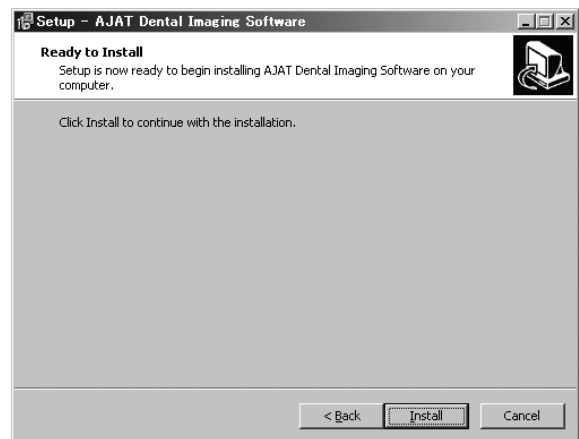 Setup - AJAT Dental Imaging Software
Ready to Install
Setup is now ready to begin installing AJAT Dental Imaging Software on your
computer.
Click Install to continue with the installation.
< Back
Install
Cancel